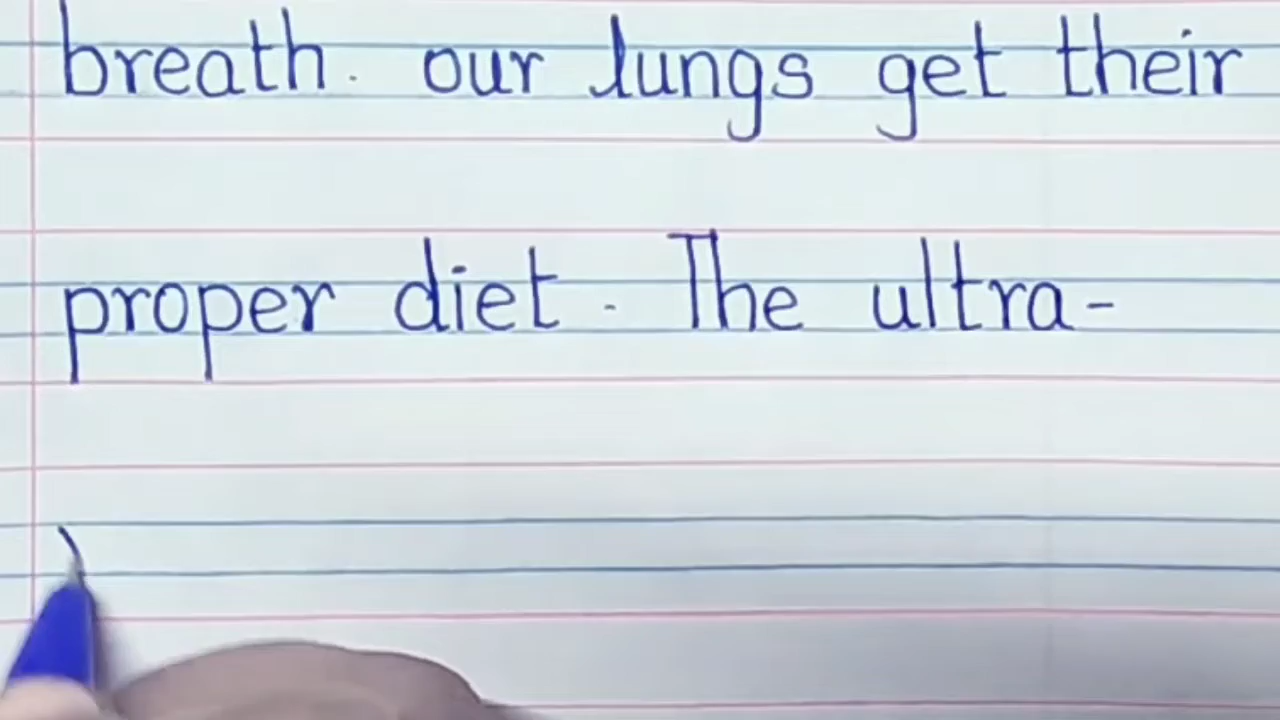 breath. our lungs get their
proper diet. The ultra-